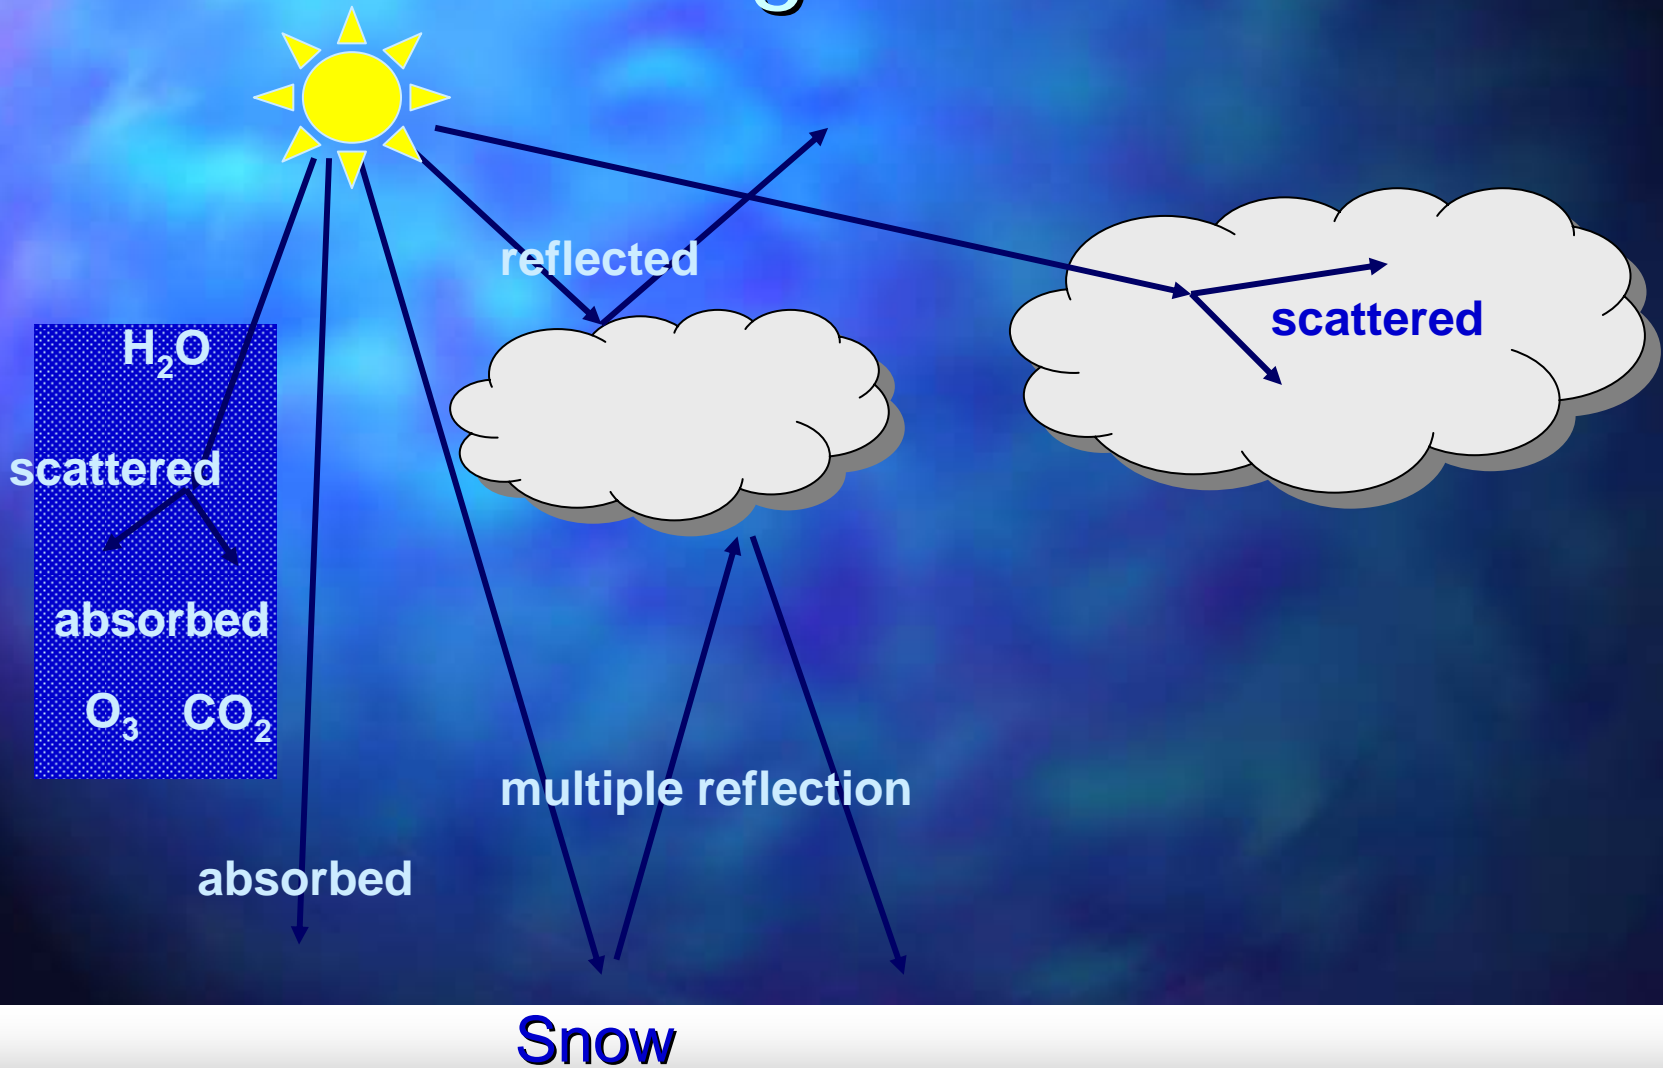 reflected
scattered
H₂O
scattered
absorbed
O₃ CO₂
multiple reflection
absorbed
Snow